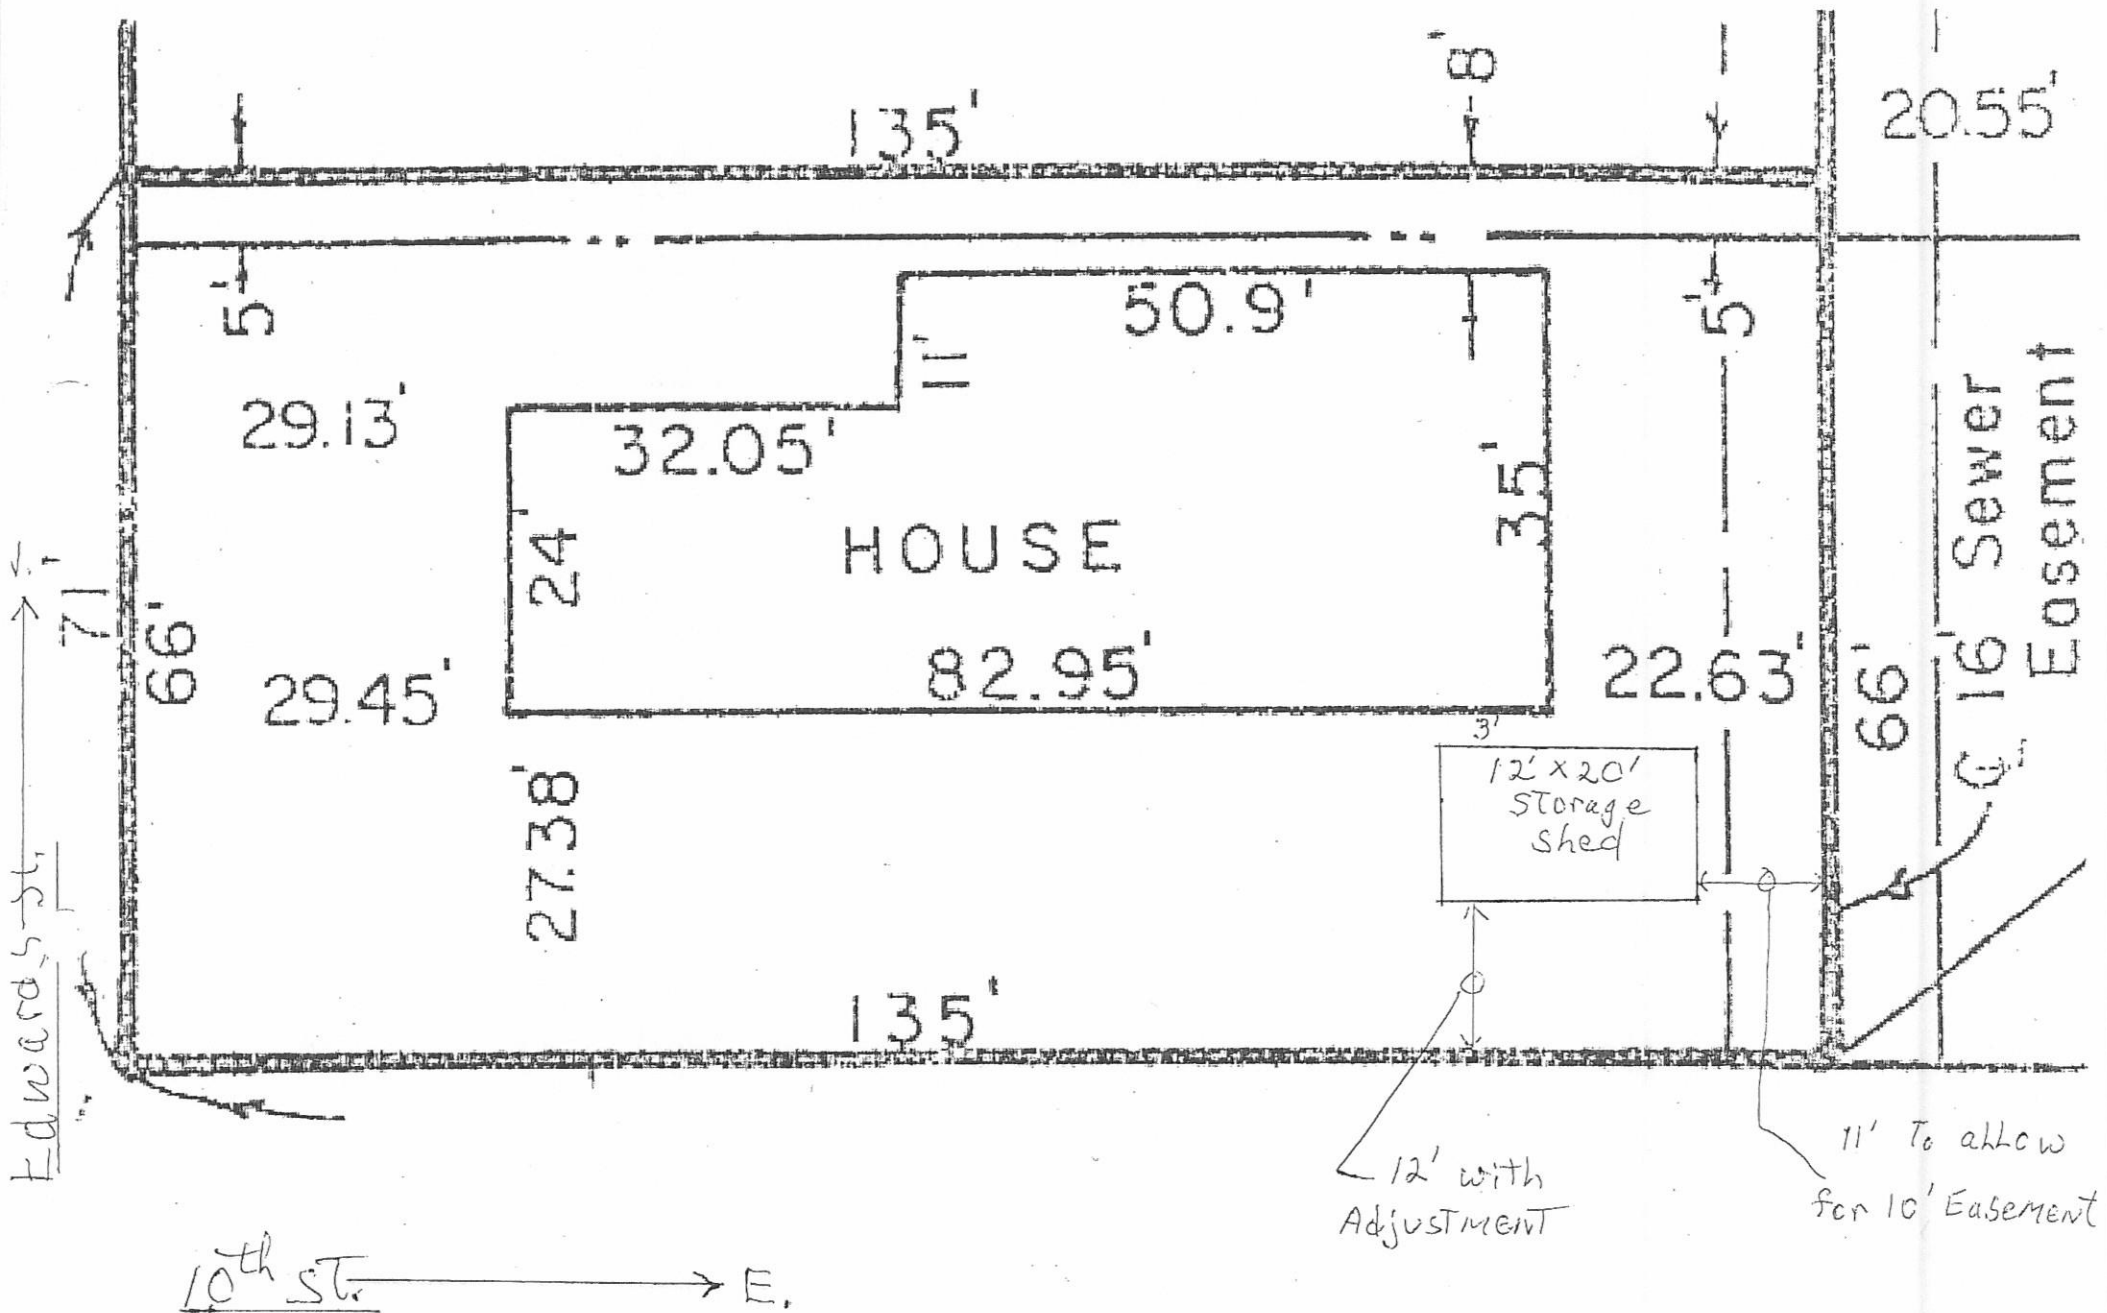 8'
135'
20.55'
5'
50.9'
5'
11'
29.13'
32.05'
35'
HOUSE
24'
71'
66'
29.45'
82.95'
22.63'
66'
16' Sewer
Easement
3'
12' x 20'
Storage
Shed
27.38'
135'
Edwards St.
12' with
AdjustMENT
11' To allow
for 10' EasemENT
10th ST. E.